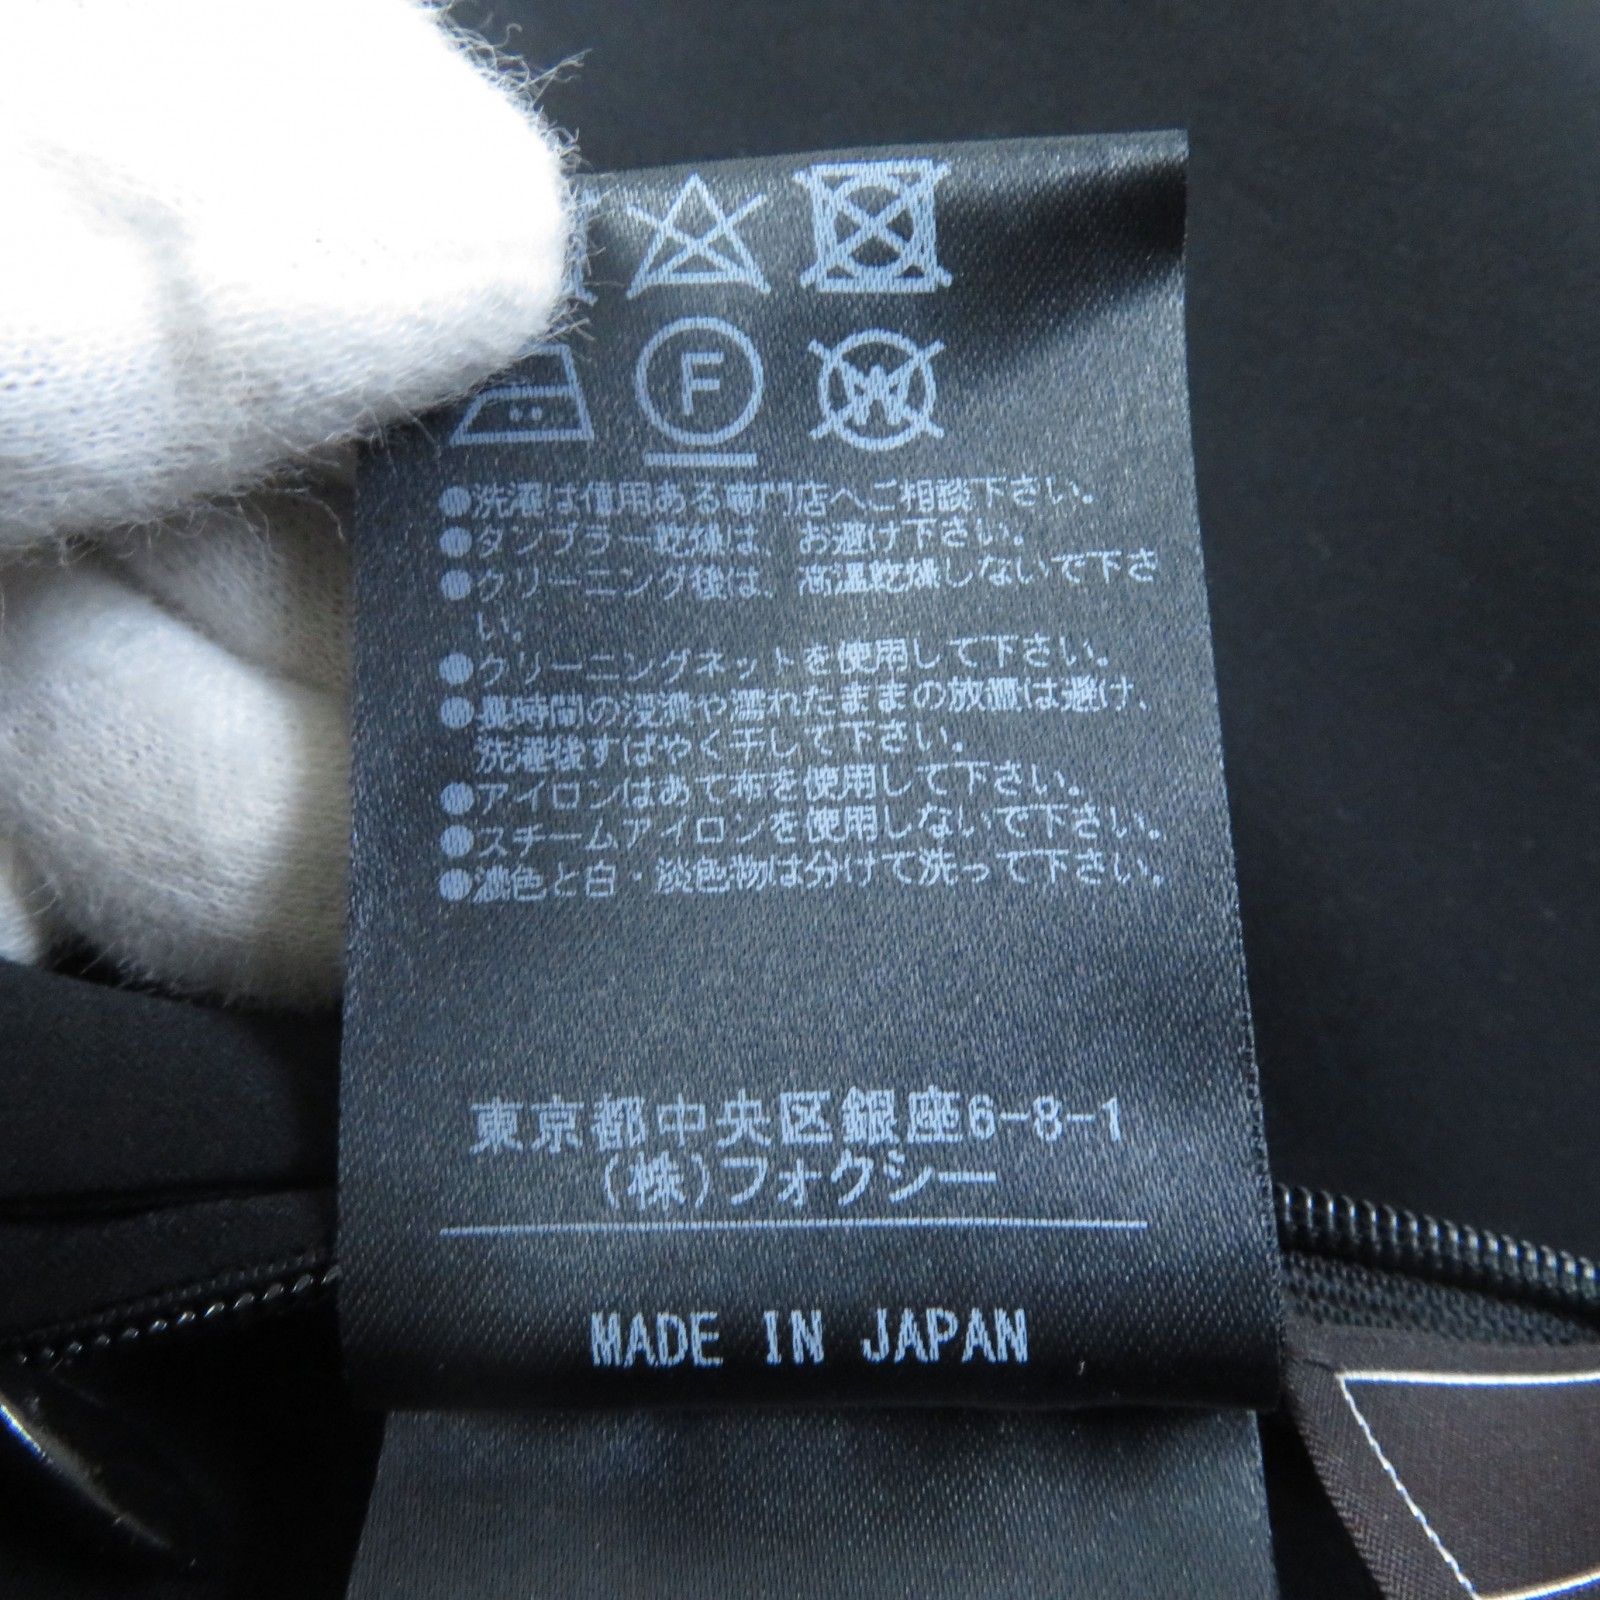 F
W
●洗濯は信用ある専門店へご相談下さい。
●タンブラー乾燥は、お避け下さい。
●クリーニング後は、高温乾燥しないで下さ
い。
●クリーニングネットを使用して下さい。
●長時間の浸漬や濡れたままの放置は避け、
洗濯後すばやく干して下さい。
●アイロンはあて布を使用して下さい。
●スチームアイロンを使用しないで下さい。
●濃色と白・淡色物は分けて洗って下さい。
東京都中央区銀座6-8-1
(株)フォクシー
MADE IN JAPAN